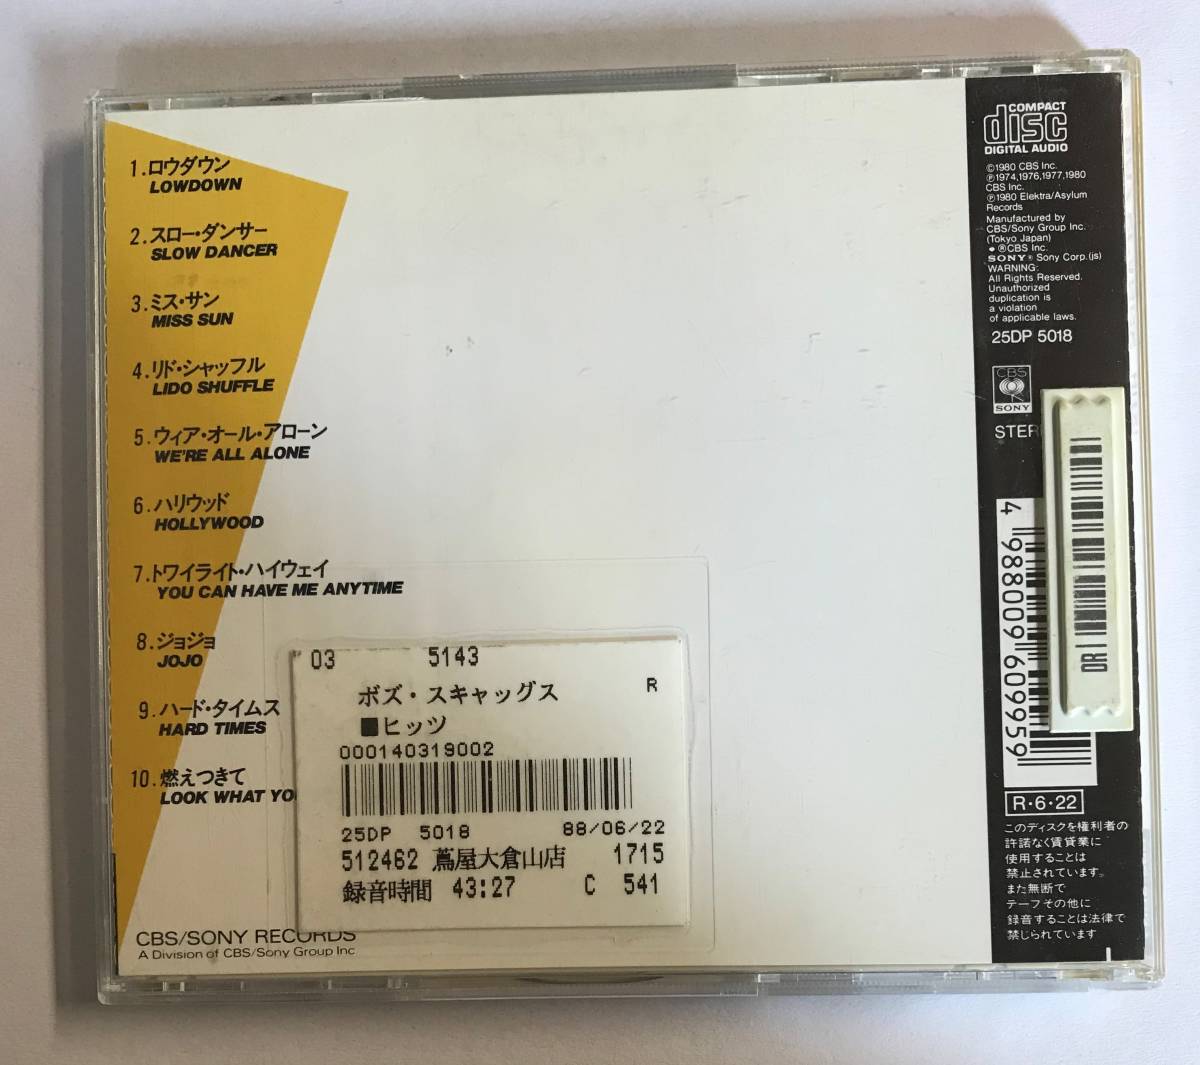 1.ロウダウン
LOWDOWN
2.スロー・ダンサー
SLOW DANCER
3.ミス・サン
MISS SUN
4.リド・シャッフル
LIDO SHUFFLE
5.ウィア・オール・アローン
WE'RE ALL ALONE
6.ハリウッド
HOLLYWOOD
7.トワイライト・ハイウェイ
YOU CAN HAVE ME ANYTIME
8.ジョジョ
JOJO
9.ハード・タイムス
HARD TIMES
10.燃えつきて
LOOK WHAT
CBS/SONY RECORDS
A Division of CBS/Sony Group Inc
03 5143
ボズ・スキャッグス R
■ヒッツ
000140319002
25DP 5018 88/06/22
512462 蔦屋大倉山店 1715
録音時間 43:27 C 541
COMPACT
disc
DIGITAL AUDIO
©1980 CBS Inc.
℗1974,1976,1977,1980
CBS Inc.
℗1980 Elektra/Asylum
Records
Manufactured by
CBS/Sony Group Inc.
(Tokyo Japan)
● ®CBS Inc.
SONY® Sony Corp.(js)
WARNING:
All Rights Reserved.
Unauthorized
duplication is
a violation
of applicable laws.
25DP 5018
CBS
SONY
4 988009 609959
R・6・22
このディスクを権利者の
許諾なく賃貸業に
使用することは
禁止されています。
また無断で
テープその他に
録音することは法律で
禁じられています